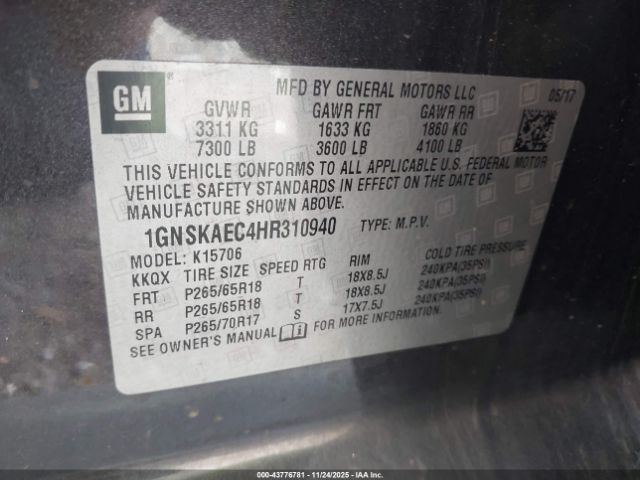 GM ®
MFD BY GENERAL MOTORS LLC 05/17
GVWR GAWR FRT GAWR RR
3311 KG 1633 KG 1860 KG
7300 LB 3600 LB 4100 LB
THIS VEHICLE CONFORMS TO ALL APPLICABLE U.S. FEDERAL MOTOR
VEHICLE SAFETY STANDARDS IN EFFECT ON THE DATE OF
MANUFACTURE SHOWN ABOVE.
1GNSKAEC4HR310940 TYPE: M.P.V.
MODEL: K15706
KKQX TIRE SIZE SPEED RTG RIM COLD TIRE PRESSURE
FRT P265/65R18 T 18X8.5J 240KPA(35PSI)
RR P265/65R18 T 18X8.5J 240KPA(35PSI)
SPA P265/70R17 S 17X7.5J 240KPA(35PSI)
SEE OWNER'S MANUAL FOR MORE INFORMATION.
000-43776781 - 11/24/2025 - IAA Inc.